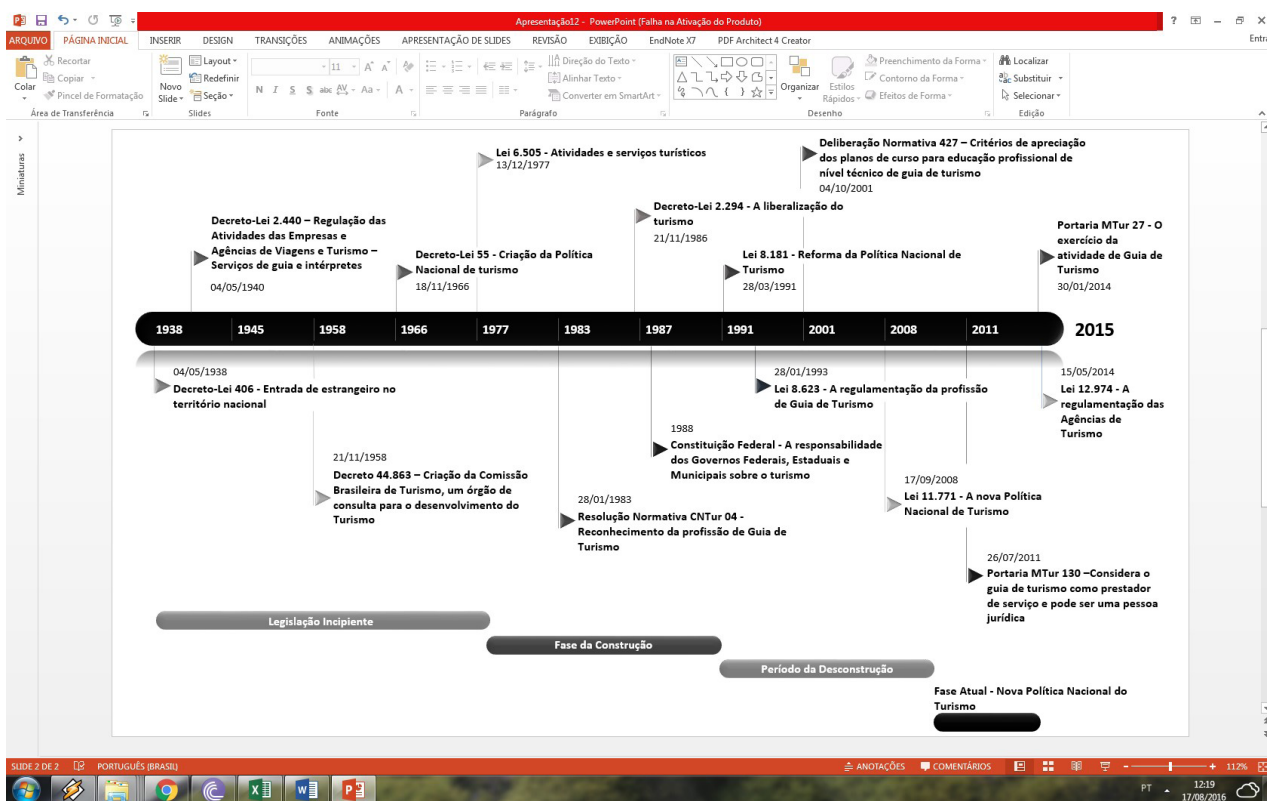 Apresentação12 - PowerPoint (Falha na Ativação do Produto)
ARQUIVO PÁGINA INICIAL INSERIR DESIGN TRANSIÇÕES ANIMAÇÕES APRESENTAÇÃO DE SLIDES REVISÃO EXIBIÇÃO EndNote X7 PDF Architect 4 Creator Entra
Colar
Recortar
Copiar
Pincel de Formatação
Área de Transferência
Novo
Slide
Layout
Redefinir
Seção
Slides
11
N I S S abc AV Aa A
Fonte
Direção do Texto
Alinhar Texto
Converter em SmartArt
Parágrafo
Organizar
Estilos
Rápidos
Preenchimento da Forma
Contorno da Forma
Efeitos de Forma
Desenho
Localizar
Substituir
Selecionar
Edição
Miniaturas
Lei 6.505 - Atividades e serviços turísticos
13/12/1977
Deliberação Normativa 427 – Critérios de apreciação
dos planos de curso para educação profissional de
nível técnico de guia de turismo
04/10/2001
Decreto-Lei 2.440 – Regulação das
Atividades das Empresas e
Agências de Viagens e Turismo –
Serviços de guia e intérpretes
04/05/1940
Decreto-Lei 55 - Criação da Política
Nacional de turismo
18/11/1966
Decreto-Lei 2.294 - A liberalização do
turismo
21/11/1986
Lei 8.181 - Reforma da Política Nacional de
Turismo
28/03/1991
Portaria MTur 27 - O
exercício da
atividade de Guia de
Turismo
30/01/2014
1938 1945 1958 1966 1977 1983 1987 1991 2001 2008 2011 2015
04/05/1938
Decreto-Lei 406 - Entrada de estrangeiro no
território nacional
21/11/1958
Decreto 44.863 – Criação da Comissão
Brasileira de Turismo, um órgão de
consulta para o desenvolvimento do
Turismo
28/01/1983
Resolução Normativa CNTur 04 -
Reconhecimento da profissão de Guia de
Turismo
1988
Constituição Federal - A responsabilidade
dos Governos Federais, Estaduais e
Municipais sobre o turismo
28/01/1993
Lei 8.623 - A regulamentação da profissão
de Guia de Turismo
17/09/2008
Lei 11.771 - A nova Política
Nacional de Turismo
26/07/2011
Portaria MTur 130 –Considera o
guia de turismo como prestador
de serviço e pode ser uma pessoa
jurídica
15/05/2014
Lei 12.974 - A
regulamentação das
Agências de
Turismo
Legislação Incipiente
Fase da Construção
Período da Desconstrução
Fase Atual - Nova Política Nacional do
Turismo
SLIDE 2 DE 2 PORTUGUÊS (BRASIL) ANOTAÇÕES COMENTÁRIOS 112%
PT 12:19
17/08/2016